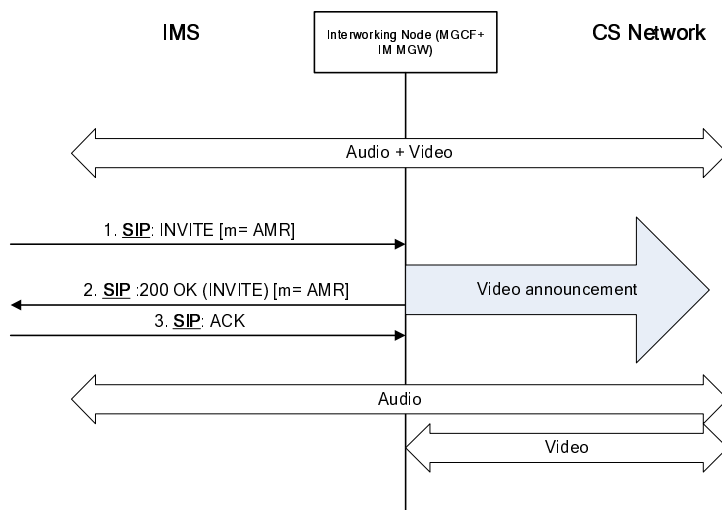 IMS
Interworking Node (MGCF+
IM MGW)
CS Network
Audio + Video
1. SIP: INVITE [m= AMR]
2. SIP :200 OK (INVITE) [m= AMR]
Video announcement
3. SIP: ACK
Audio
Video